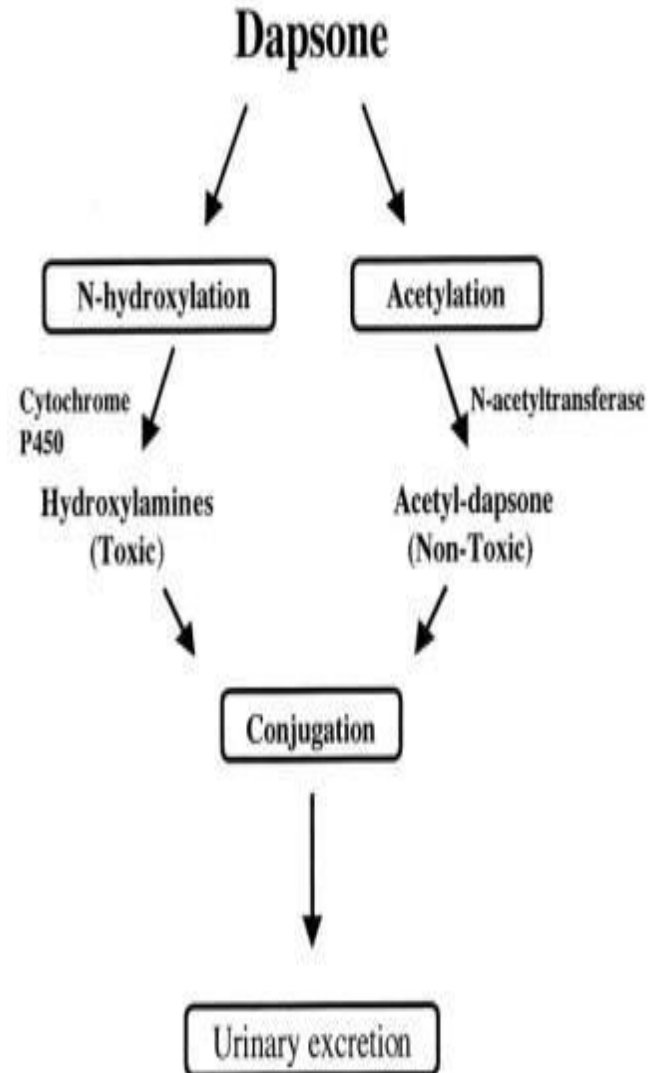 Dapsone
N-hydroxylation
Acetylation
Cytochrome
P450
N-acetyltransferase
Hydroxylamines
(Toxic)
Acetyl-dapsone
(Non-Toxic)
Conjugation
Urinary excretion